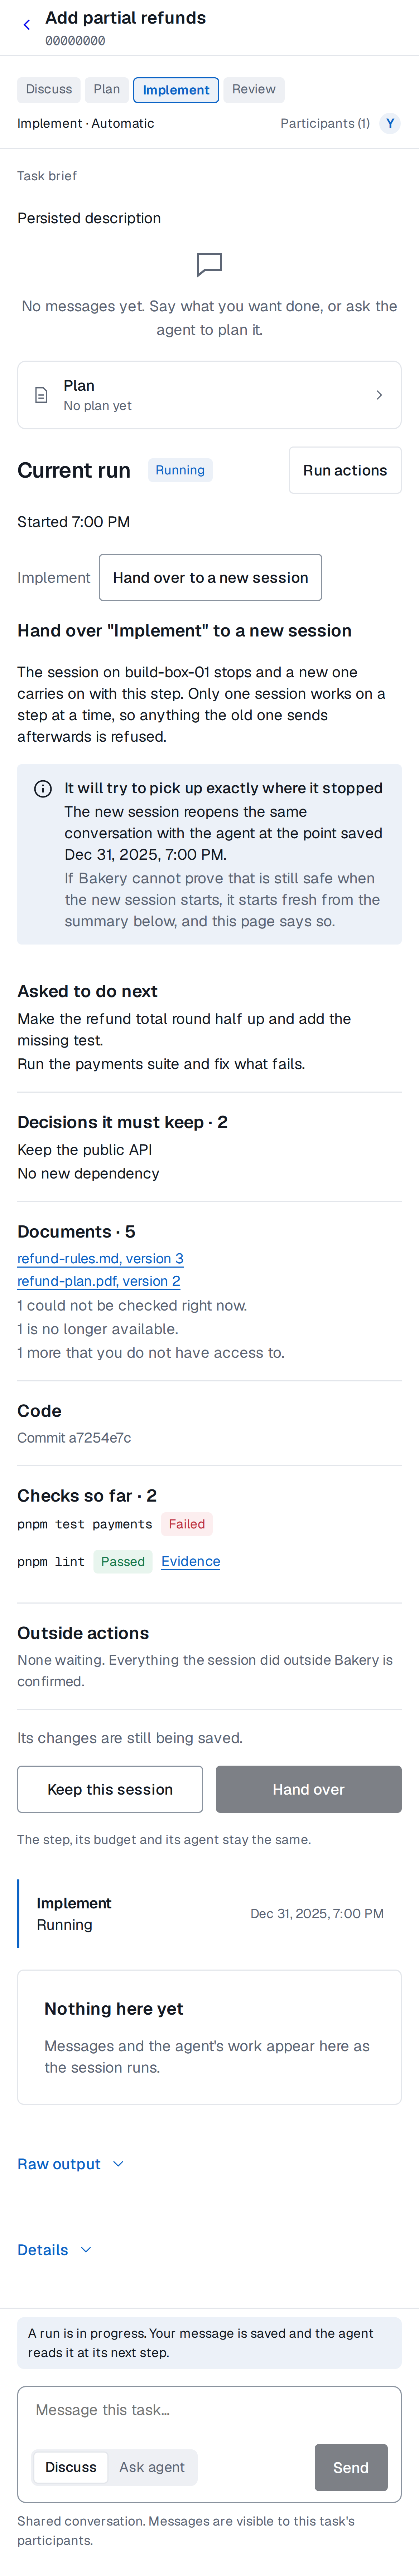 Add partial refunds
00000000
Discuss Plan Implement Review
Implement · Automatic Participants (1) Y
Task brief
Persisted description
No messages yet. Say what you want done, or ask the
agent to plan it.
Plan
No plan yet
Current run Running Run actions
Started 7:00 PM
Implement Hand over to a new session
Hand over "Implement" to a new session
The session on build-box-01 stops and a new one
carries on with this step. Only one session works on a
step at a time, so anything the old one sends
afterwards is refused.
It will try to pick up exactly where it stopped
The new session reopens the same
conversation with the agent at the point saved
Dec 31, 2025, 7:00 PM.
If Bakery cannot prove that is still safe when
the new session starts, it starts fresh from the
summary below, and this page says so.
Asked to do next
Make the refund total round half up and add the
missing test.
Run the payments suite and fix what fails.
Decisions it must keep · 2
Keep the public API
No new dependency
Documents · 5
refund-rules.md, version 3
refund-plan.pdf, version 2
1 could not be checked right now.
1 is no longer available.
1 more that you do not have access to.
Code
Commit a7254e7c
Checks so far · 2
pnpm test payments Failed
pnpm lint Passed Evidence
Outside actions
None waiting. Everything the session did outside Bakery is
confirmed.
Its changes are still being saved.
Keep this session Hand over
The step, its budget and its agent stay the same.
Implement
Running
Dec 31, 2025, 7:00 PM
Nothing here yet
Messages and the agent's work appear here as
the session runs.
Raw output
Details
A run is in progress. Your message is saved and the agent
reads it at its next step.
Message this task...
Discuss Ask agent Send
Shared conversation. Messages are visible to this task's
participants.